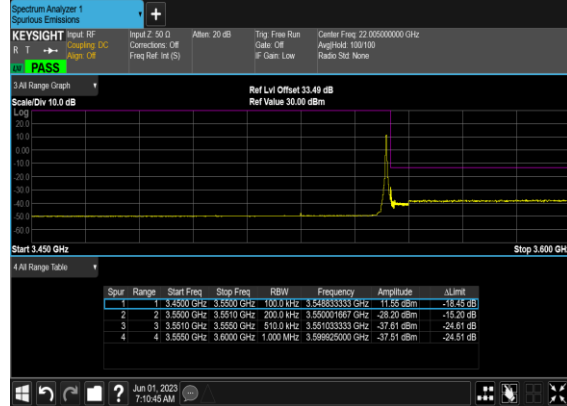 Spectrum Analyzer 1
Spurious Emissions
+
KEYSIGHT Input: RF Input Z: 50 Ω Atten: 20 dB Trig: Free Run Center Freq: 22.005000000 GHz
R T Coupling: DC Corrections: Off Gate: Off Avg|Hold: 100/100
Align: Off Freq Ref: Int (S) IF Gain: Low Radio Std: None
LW PASS
3 All Range Graph
Ref Lvl Offset 33.49 dB
Scale/Div 10.0 dB Ref Value 30.00 dBm
Log
20.0
10.0
0.00
-10.0
-20.0
-30.0
-40.0
-50.0
-60.0
Start 3.450 GHz Stop 3.600 GH
4 All Range Table
Spur Range Start Freq Stop Freq RBW Frequency Amplitude ΔLimit
1 1 3.4500 GHz 3.5500 GHz 100.0 kHz 3.548833333 GHz 11.55 dBm -18.45 dB
2 2 3.5500 GHz 3.5510 GHz 200.0 kHz 3.550001667 GHz -28.20 dBm -15.20 dB
3 3 3.5510 GHz 3.5550 GHz 510.0 kHz 3.551033333 GHz -37.61 dBm -24.61 dB
4 4 3.5550 GHz 3.6000 GHz 1.000 MHz 3.599925000 GHz -37.51 dBm -24.51 dB
? Jun 01, 2023
7:10:45 AM